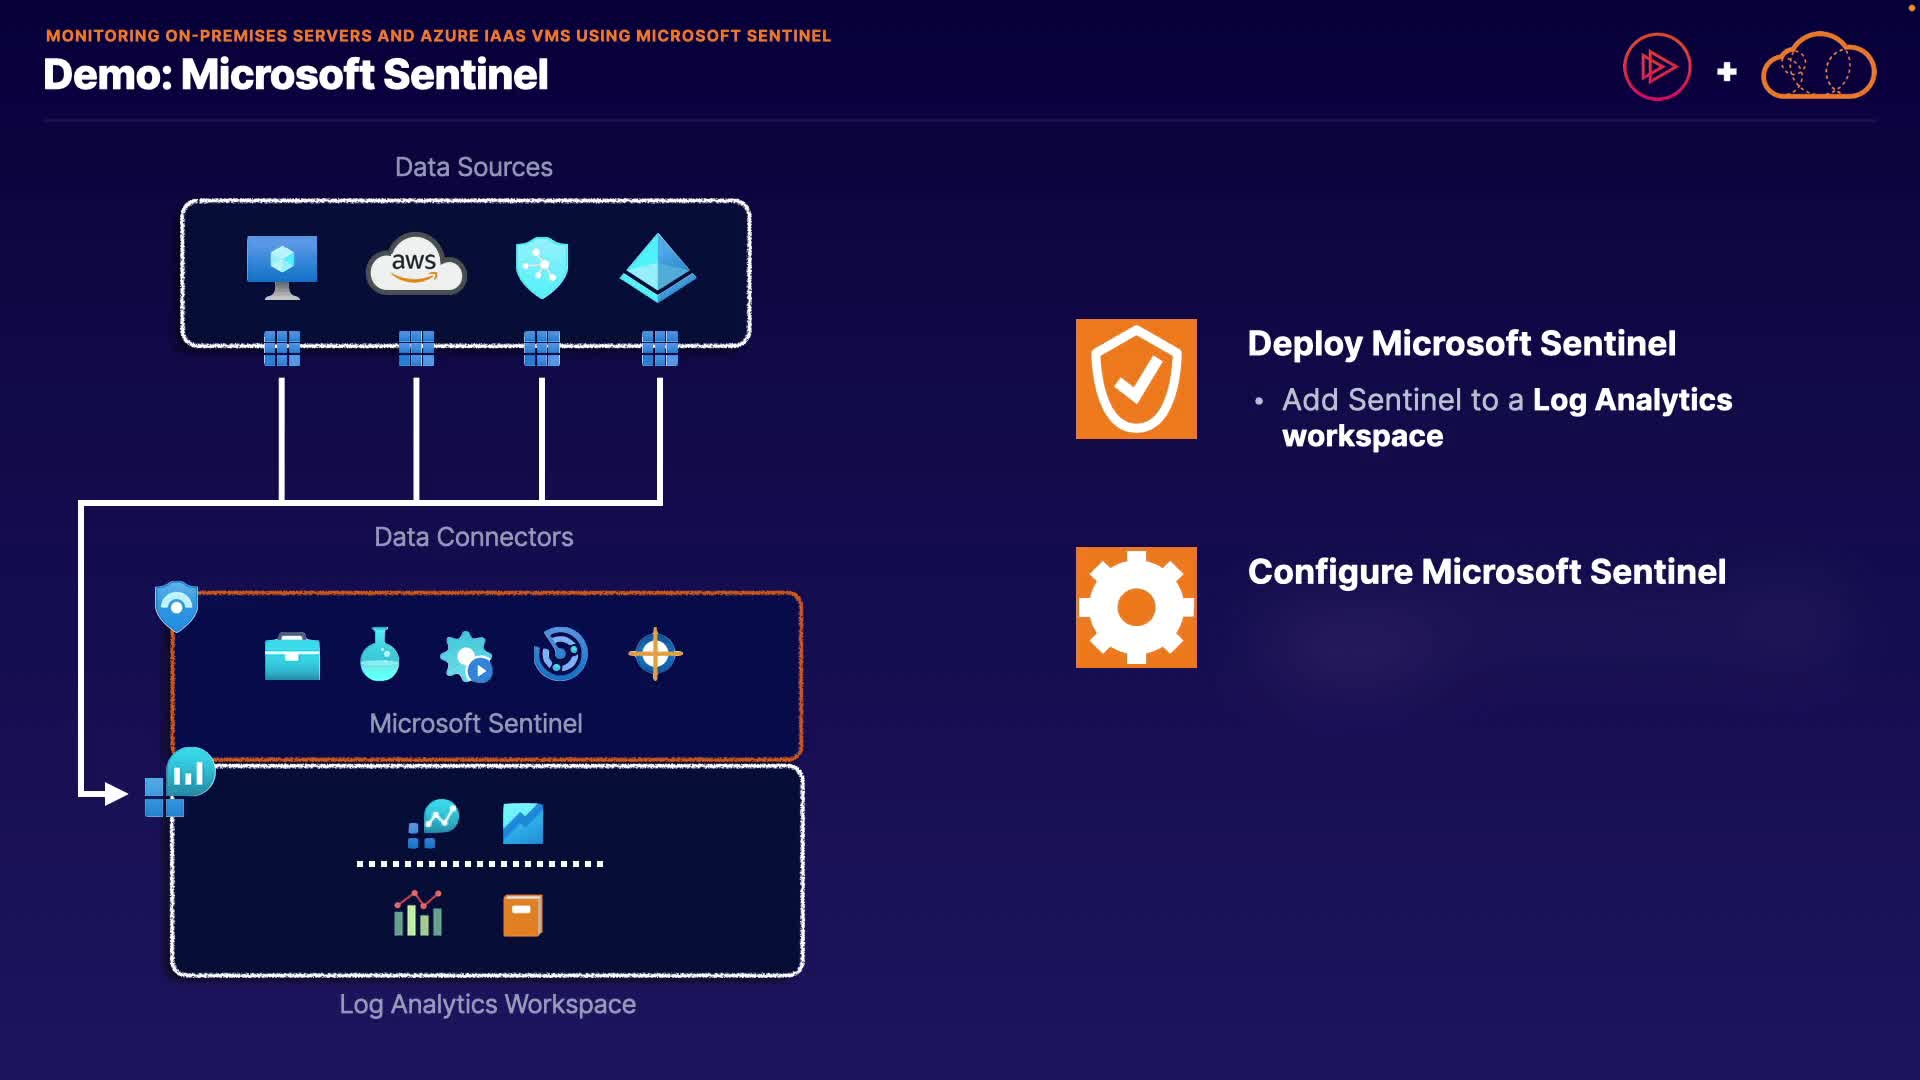 MONITORING ON-PREMISES SERVERS AND AZURE IAAS VMS USING MICROSOFT SENTINEL
Demo: Microsoft Sentinel
+
Data Sources
aws
Data Connectors
Microsoft Sentinel
Log Analytics Workspace
Deploy Microsoft Sentinel
• Add Sentinel to a Log Analytics
workspace
Configure Microsoft Sentinel